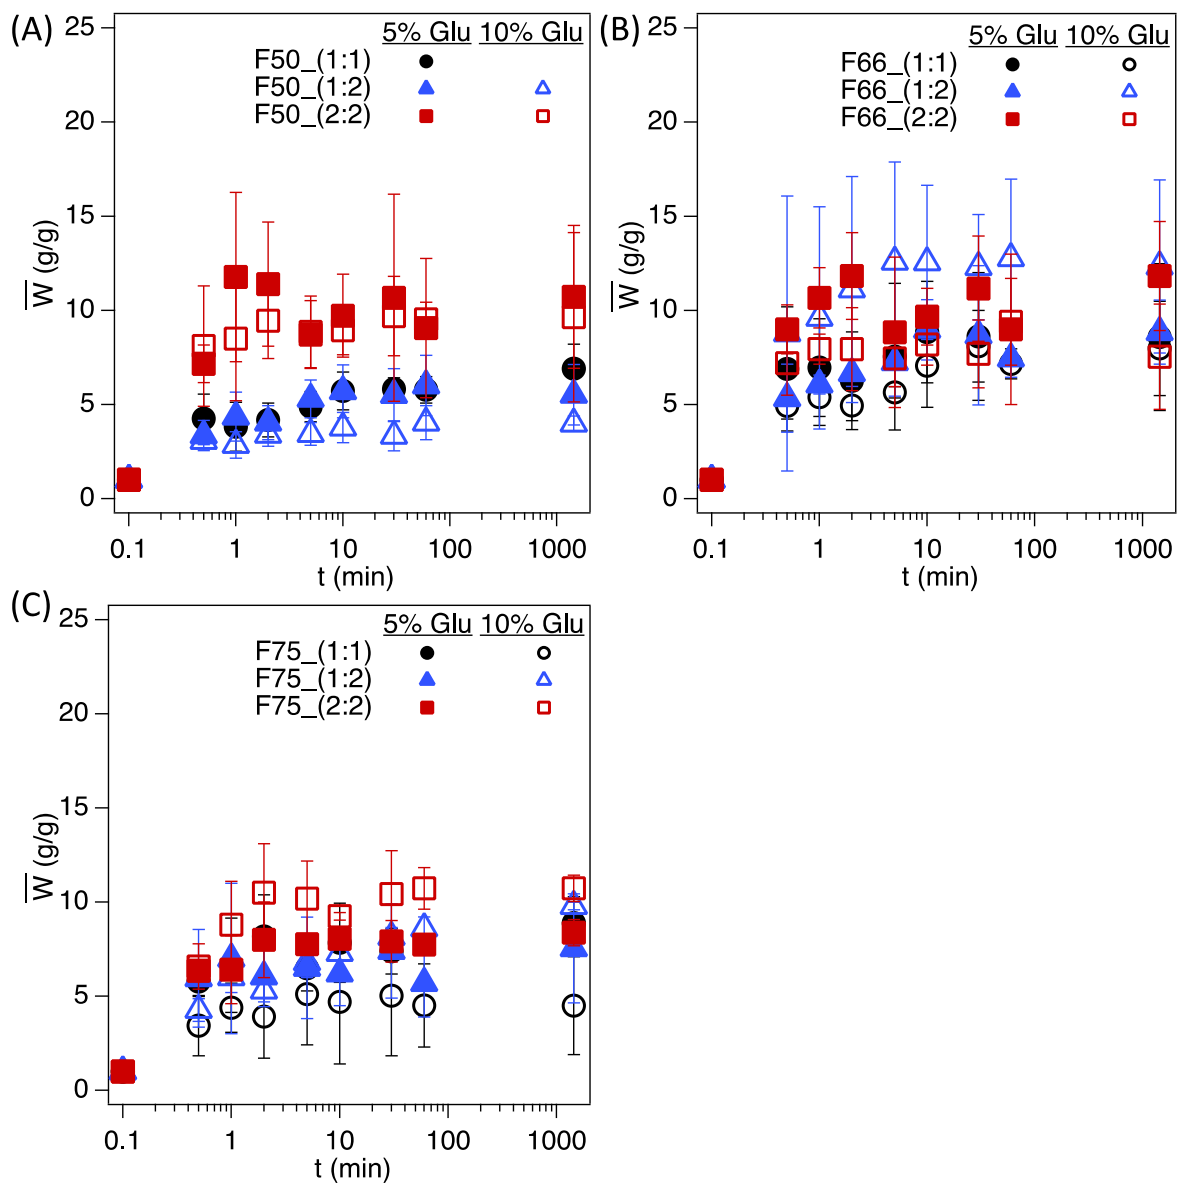 (A)
25
20
15
10
5
0
W (g/g)
5% Glu 10% Glu
F50_(1:1)
F50_(1:2)
F50_(2:2)
0.1 1 10 100 1000
t (min)
(B)
25
20
15
10
5
0
W (g/g)
5% Glu 10% Glu
F66_(1:1)
F66_(1:2)
F66_(2:2)
0.1 1 10 100 1000
t (min)
(C)
25
20
15
10
5
0
W (g/g)
5% Glu 10% Glu
F75_(1:1)
F75_(1:2)
F75_(2:2)
0.1 1 10 100 1000
t (min)